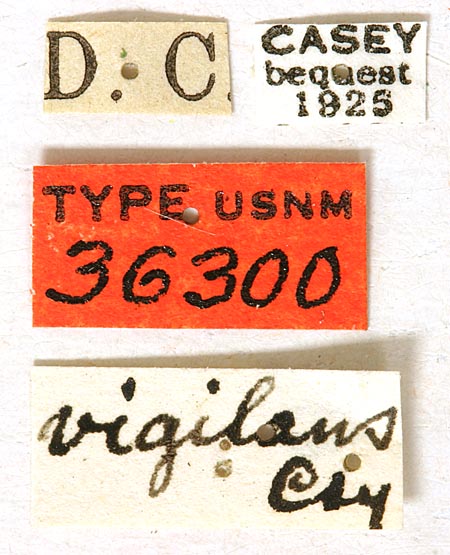 D. C.
CASEY
bequest
1925
TYPE USNM
36300
vigilans
Csy